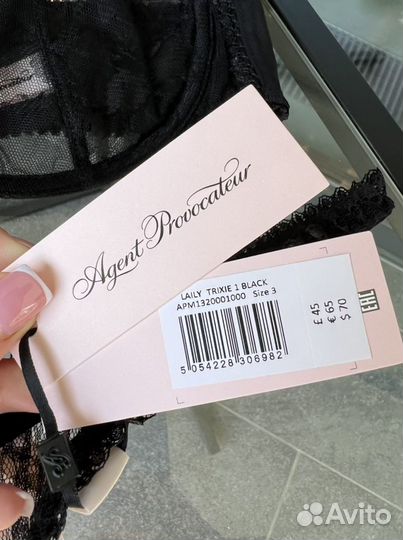 Agent Provocateur
LAILY TRIXIE 1 BLACK
APM1320001000 Size 3
5 054228 306982
£ 45
€ 65
$ 70
EAC
Avito